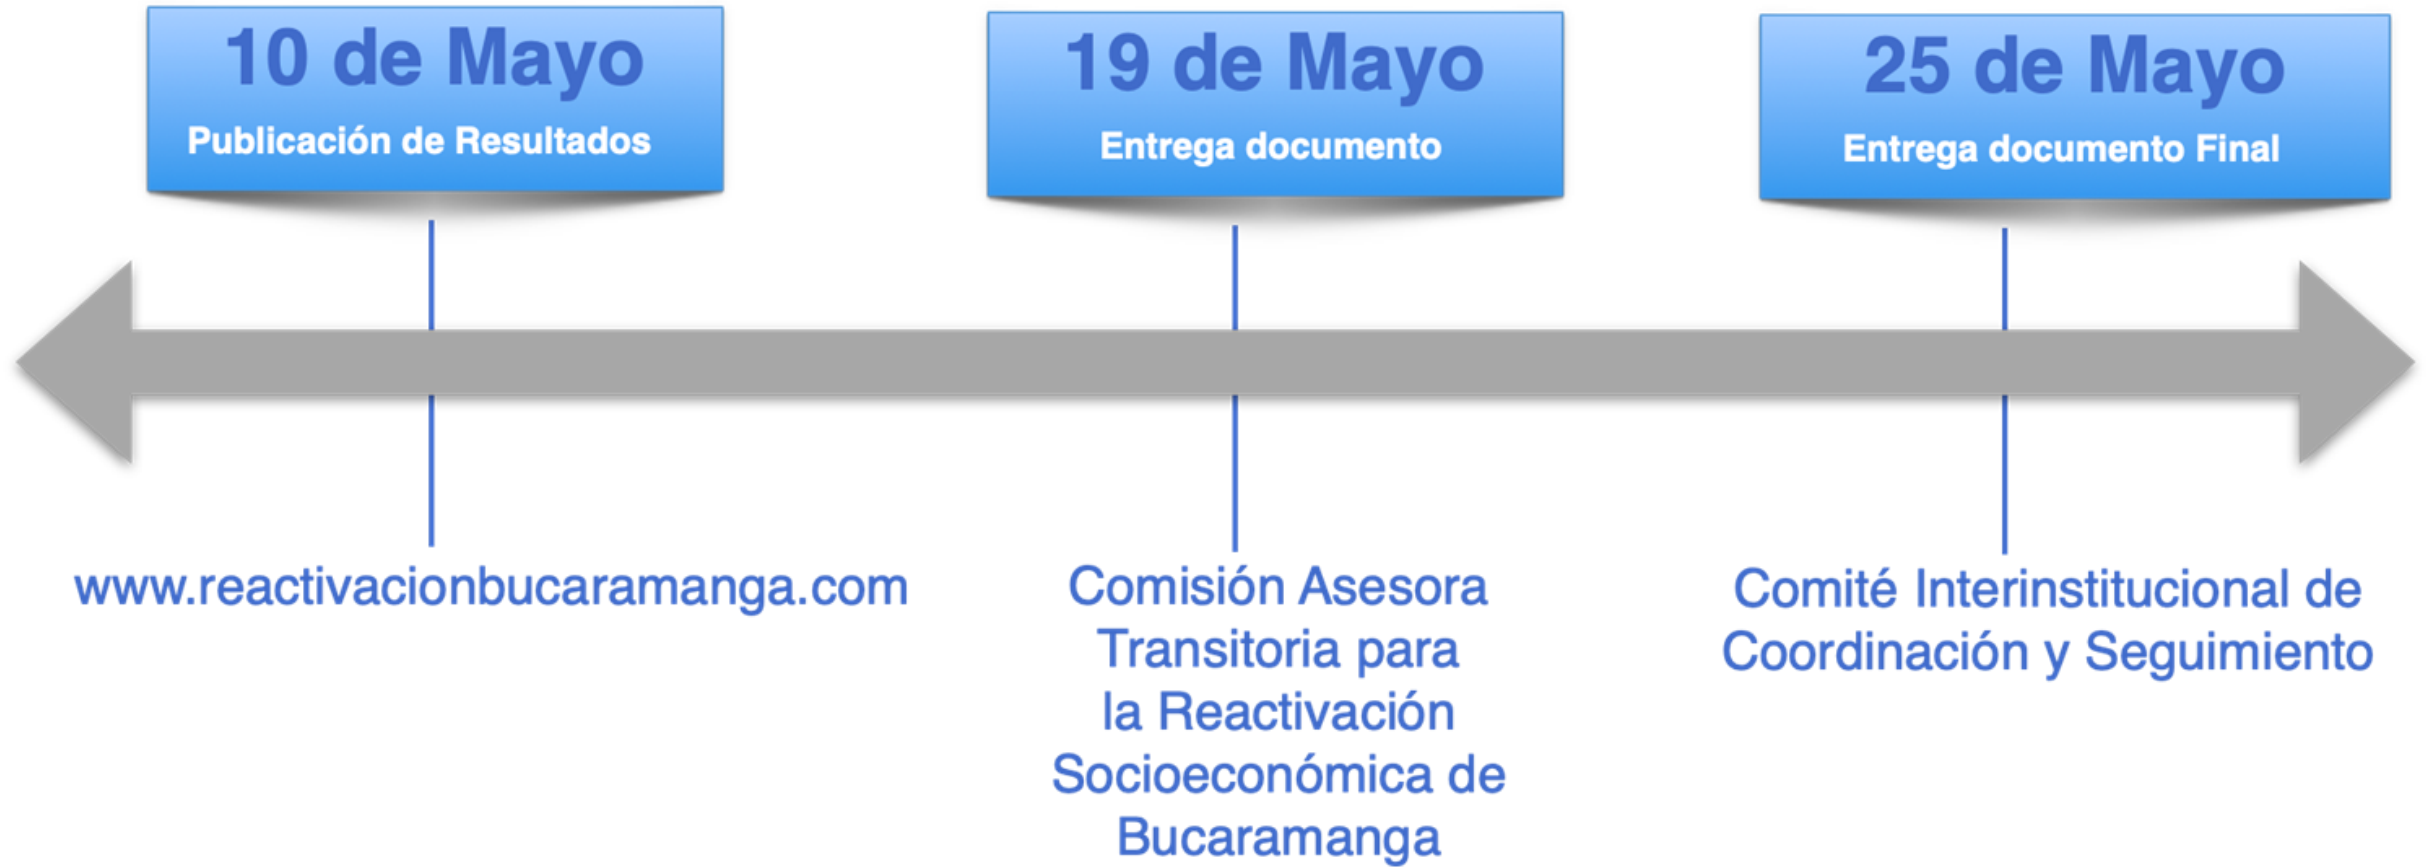 10 de Mayo
Publicación de Resultados
19 de Mayo
Entrega documento
25 de Mayo
Entrega documento Final
www.reactivacionbucaramanga.com
Comisión Asesora
Transitoria para
la Reactivación
Socioeconómica de
Bucaramanga
Comité Interinstitucional de
Coordinación y Seguimiento